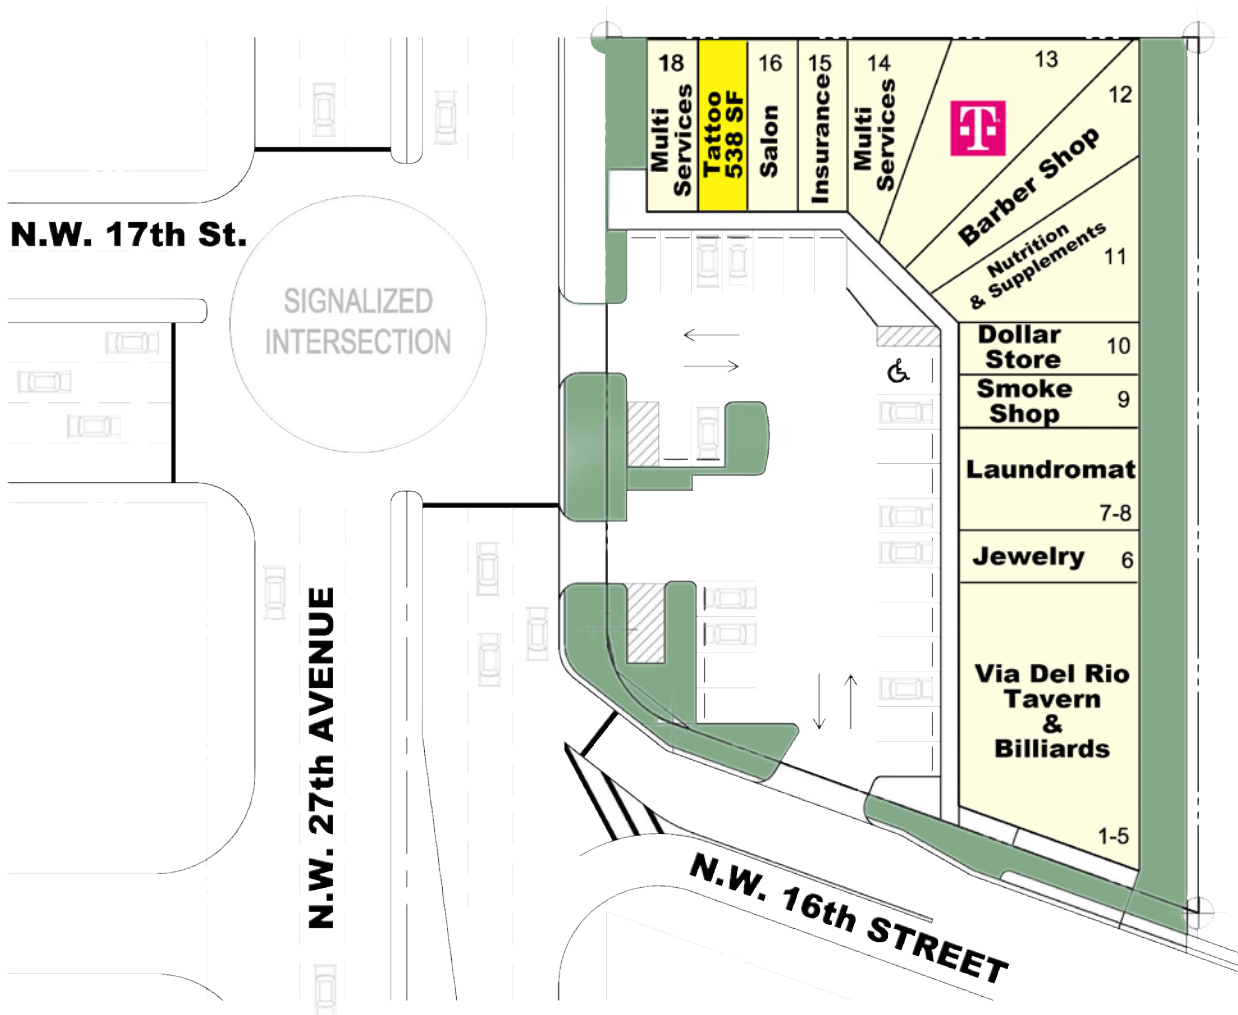 18
Multi
Services
Tattoo
538 SF
16
Salon
15
Insurance
14
Multi
Services
13
T
12
Barber Shop
11
Nutrition
& Supplements
Dollar
Store
10
Smoke
Shop
9
Laundromat
7-8
Jewelry
6
Via Del Rio
Tavern
&
Billiards
1-5
N.W. 17th St.
SIGNALIZED
INTERSECTION
N.W. 27th AVENUE
N.W. 16th STREET